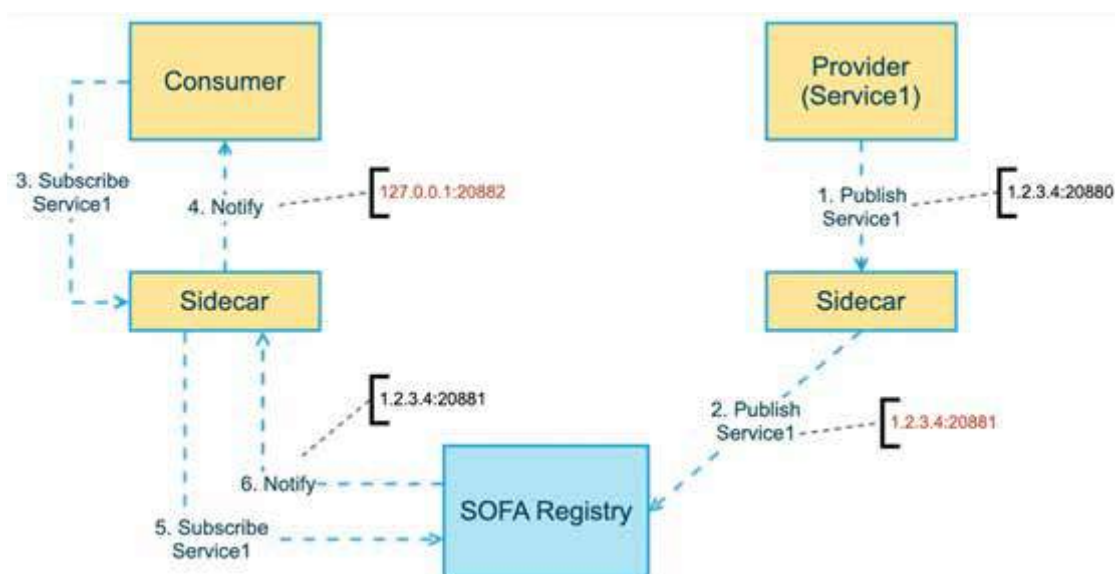 Consumer
Provider
(Service1)
3. Subscribe
Service1
4. Notify
127.0.0.1:20882
1. Publish
Service1
1.2.3.4:20880
Sidecar
Sidecar
1.2.3.4:20881
2. Publish
Service1
1.2.3.4:20881
6. Notify
SOFA Registry
5. Subscribe
Service1